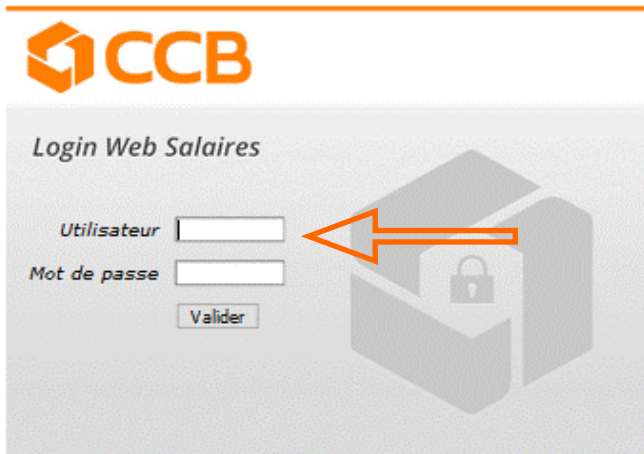 CCB
Login Web Salaires
Utilisateur
Mot de passe
Valider